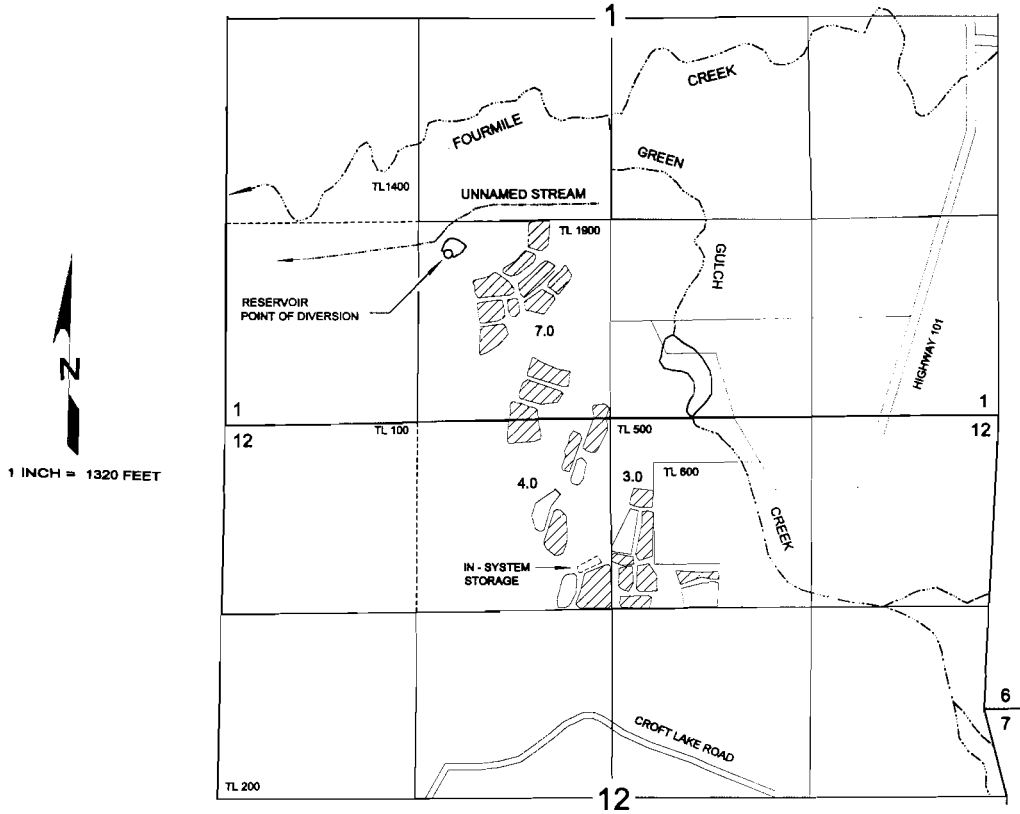 1
CREEK
FOURMILE
GREEN
TL1400
UNNAMED STREAM
TL 1900
GULCH
RESERVOIR
POINT OF DIVERSION
7.0
HIGHWAY 101
N
1
1
12
TL 100
TL 500
12
1 INCH = 1320 FEET
TL 600
4.0
3.0
CREEK
IN - SYSTEM
STORAGE
6
7
CROFT LAKE ROAD
TL 200
12